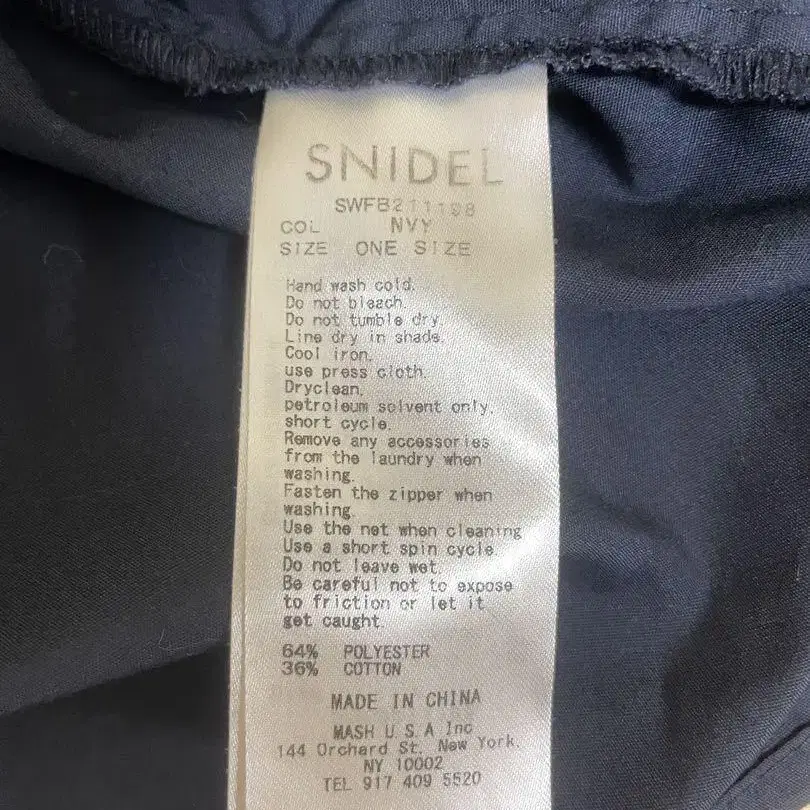 SNIDEL
SWFB211198
COL NVY
SIZE ONE SIZE
Hand wash cold.
Do not bleach.
Do not tumble dry.
Line dry in shade.
Cool iron.
use press cloth.
Dryclean,
petroleum solvent only.
short cycle.
Remove any accessories
from the laundry when
washing.
Fasten the zipper when
washing.
Use the net when cleaning
Use a short spin cycle.
Do not leave wet.
Be careful not to expose
to friction or let it
get caught.
64% POLYESTER
36% COTTON
MADE IN CHINA
MASH U.S.A Inc
144 Orchard St. New York.
NY 10002
TEL 917 409 5520